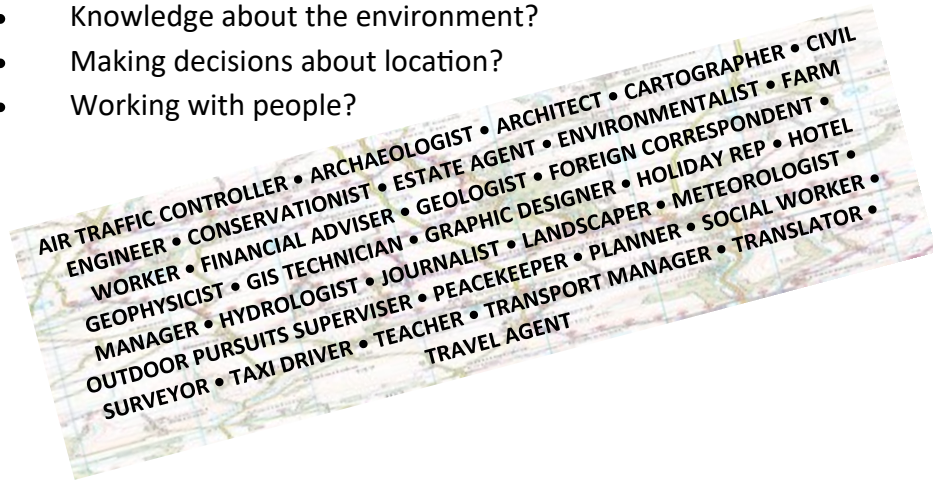 • Knowledge about the environment?
• Making decisions about location?
• Working with people?
AIR TRAFFIC CONTROLLER • ARCHAEOLOGIST • ARCHITECT • CARTOGRAPHER • CIVIL
ENGINEER • CONSERVATIONIST • ESTATE AGENT • ENVIRONMENTALIST • FARM
WORKER • FINANCIAL ADVISER • GEOLOGIST • FOREIGN CORRESPONDENT •
GEOPHYSICIST • GIS TECHNICIAN • GRAPHIC DESIGNER • HOLIDAY REP • HOTEL
MANAGER • HYDROLOGIST • JOURNALIST • LANDSCAPER • METEOROLOGIST •
OUTDOOR PURSUITS SUPERVISER • PEACEKEEPER • PLANNER • SOCIAL WORKER •
SURVEYOR • TAXI DRIVER • TEACHER • TRANSPORT MANAGER • TRANSLATOR •
TRAVEL AGENT